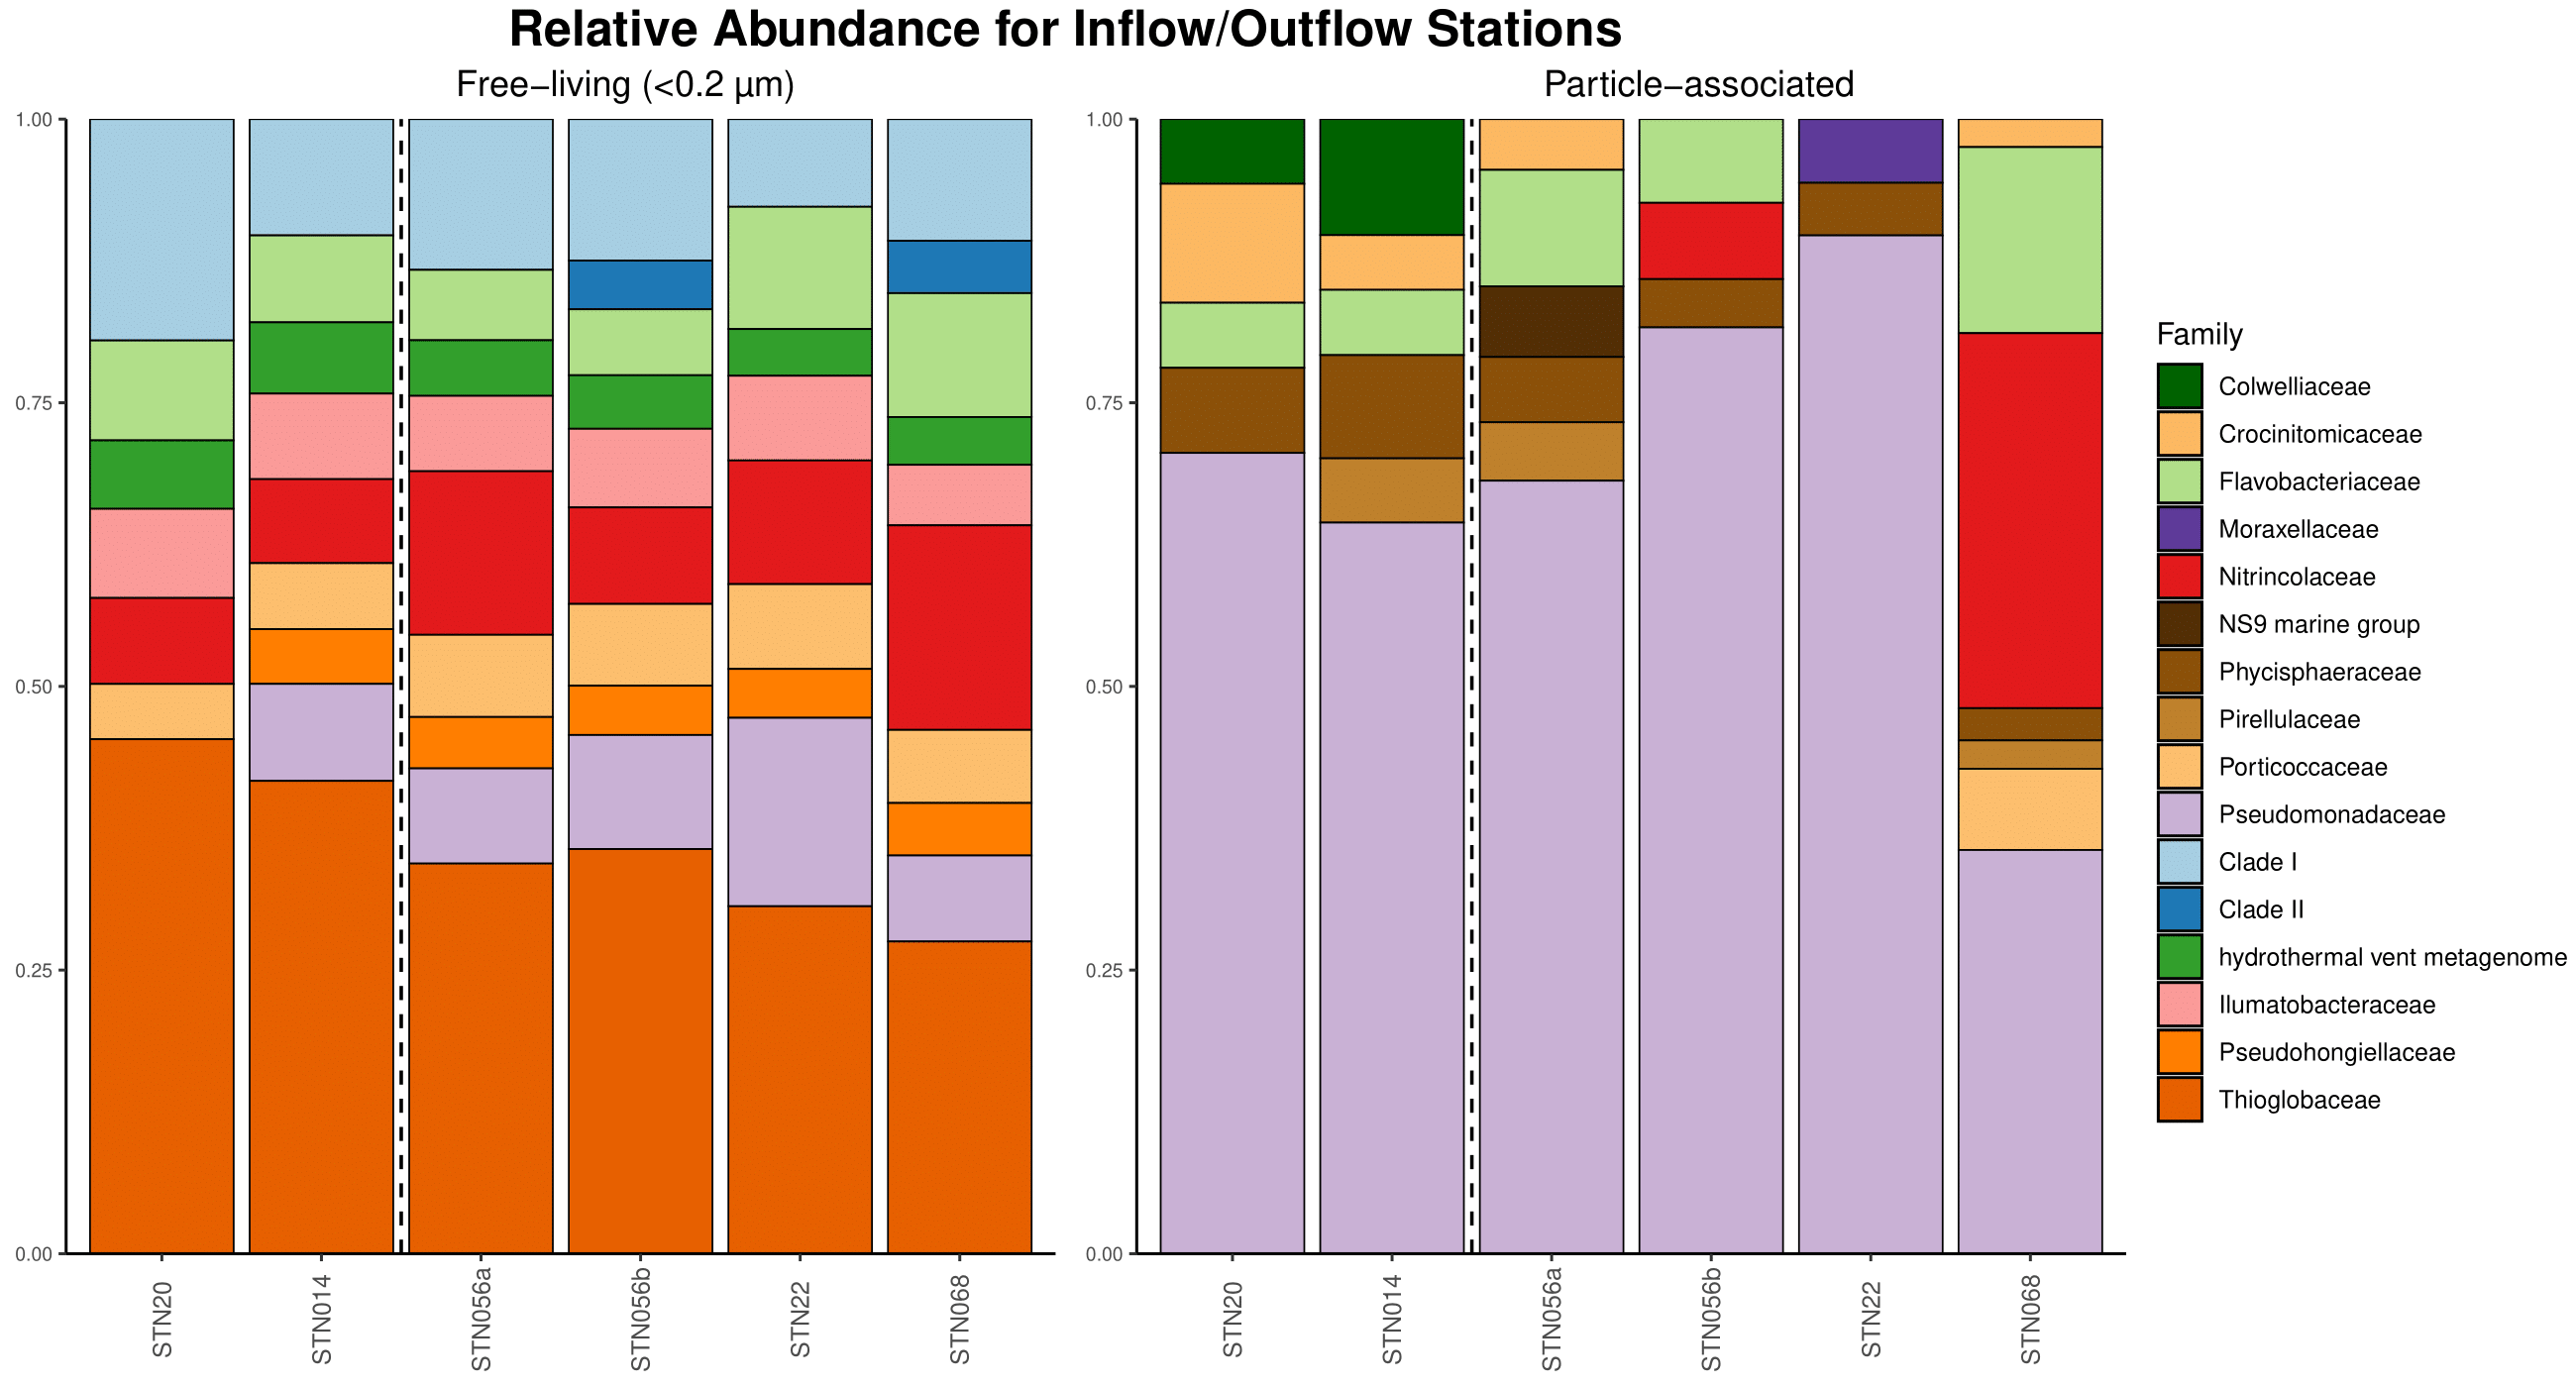 Relative Abundance for Inflow/Outflow Stations
Free−living (<0.2 µm)
Particle−associated
1.00
0.75
0.50
0.25
0.00
STN20
STN014
STN056a
STN056b
STN22
STN068
1.00
0.75
0.50
0.25
0.00
STN20
STN014
STN056a
STN056b
STN22
STN068
Family
Colwelliaceae
Crocinitomicaceae
Flavobacteriaceae
Moraxellaceae
Nitrincolaceae
NS9 marine group
Phycisphaeraceae
Pirellulaceae
Porticoccaceae
Pseudomonadaceae
Clade I
Clade II
hydrothermal vent metagenome
Ilumatobacteraceae
Pseudohongiellaceae
Thioglobaceae